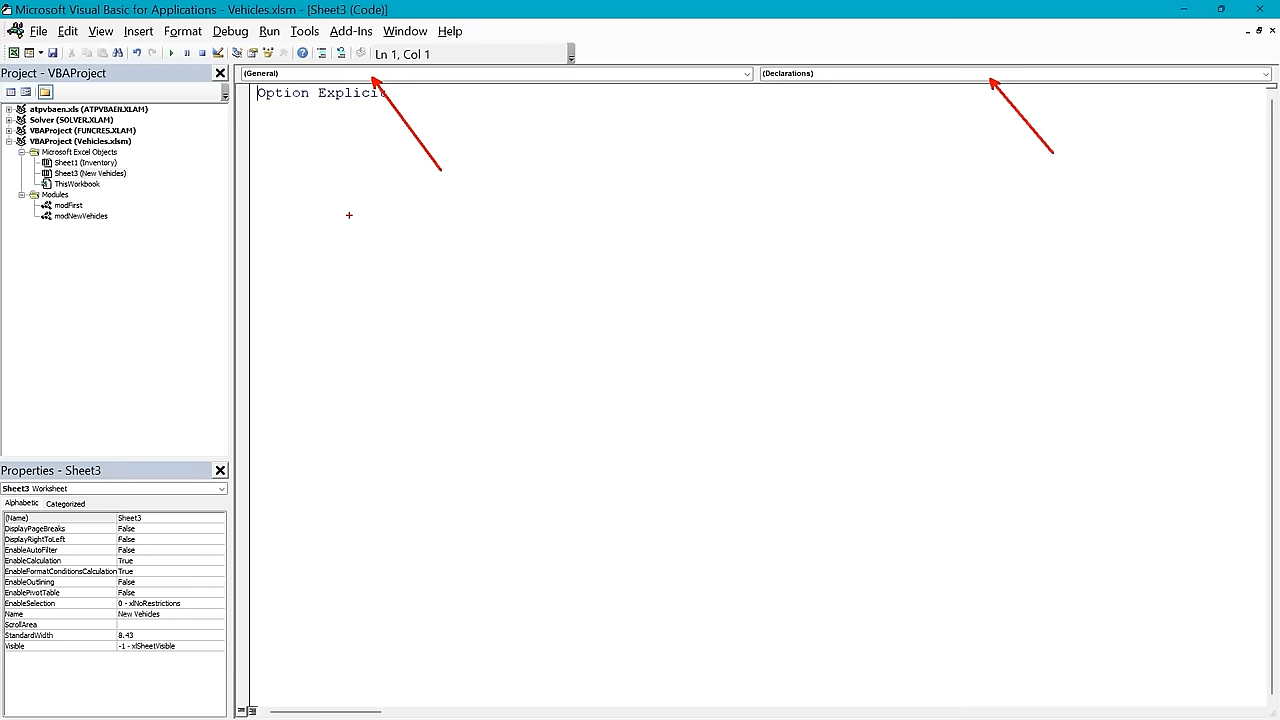 Microsoft Visual Basic for Applications - Vehicles.xlsm - [Sheet3 (Code)]
File Edit View Insert Format Debug Run Tools Add-Ins Window Help
Ln 1, Col 1
Project - VBAProject
(General)
(Declarations)
Option Explicit
atpvbaen.xls (ATPVBAEN.XLAM)
Solver (SOLVER.XLAM)
VBAProject (FUNCRES.XLAM)
VBAProject (Vehicles.xlsm)
Microsoft Excel Objects
Sheet1 (Inventory)
Sheet3 (New Vehicles)
ThisWorkbook
Modules
modFirst
modNewVehicles
Properties - Sheet3
Sheet3 Worksheet
Alphabetic Categorized
(Name) Sheet3
DisplayPageBreaks False
DisplayRightToLeft False
EnableAutoFilter False
EnableCalculation True
EnableFormatConditionsCalculation True
EnableOutlining False
EnablePivotTable False
EnableSelection 0 - xlNoRestrictions
Name New Vehicles
ScrollArea
StandardWidth 8.43
Visible -1 - xlSheetVisible